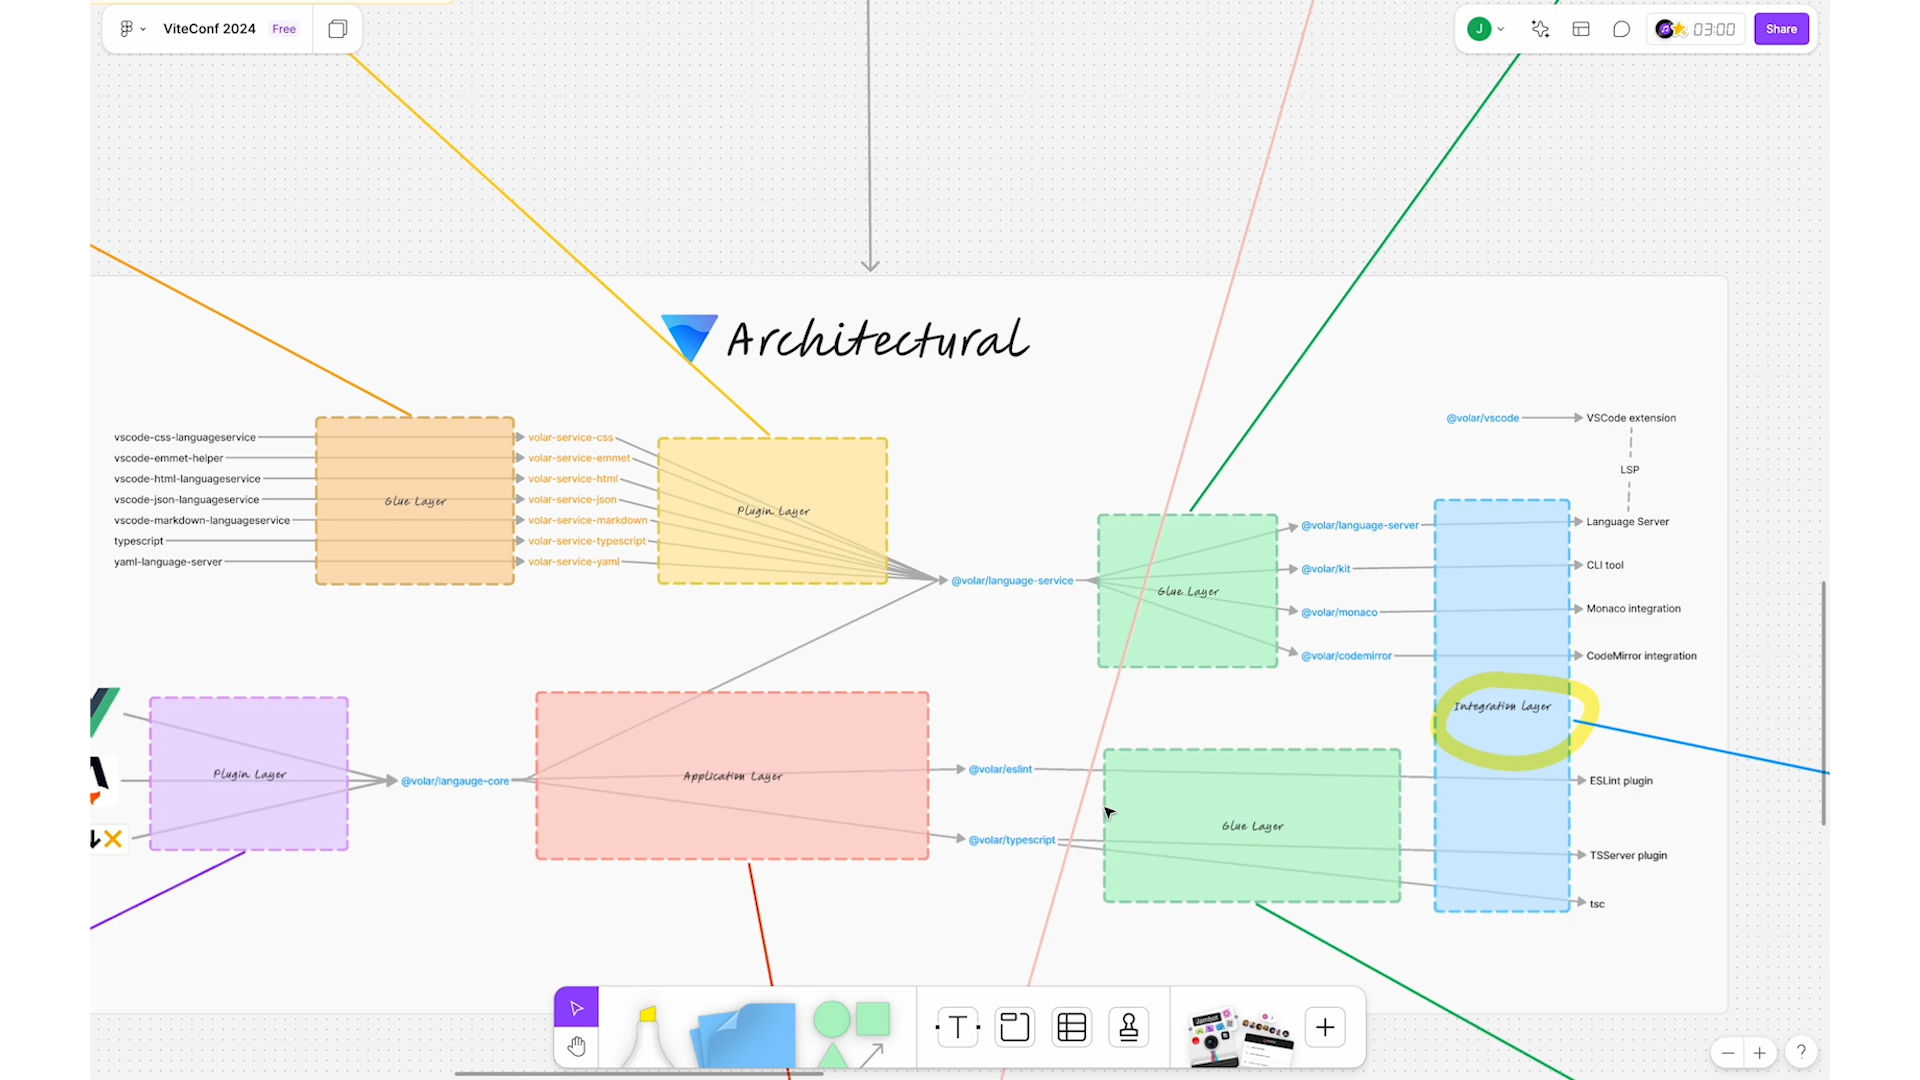 ViteConf 2024
Free
J
03:00
Share
Architectural
vscode-css-languageservice
vscode-emmet-helper
vscode-html-languageservice
vscode-json-languageservice
vscode-markdown-languageservice
typescript
yaml-language-server
Glue Layer
volar-service-css
volar-service-emmet
volar-service-html
volar-service-json
volar-service-markdown
volar-service-typescript
volar-service-yaml
Plugin Layer
@volar/language-service
Glue Layer
@volar/vscode
VSCode extension
LSP
@volar/language-server
Language Server
@volar/kit
CLI tool
@volar/monaco
Monaco integration
@volar/codemirror
CodeMirror integration
Integration layer
Plugin Layer
@volar/langauge-core
Application Layer
@volar/eslint
ESLint plugin
Glue Layer
@volar/typescript
TSServer plugin
tsc
T
Jambot
?